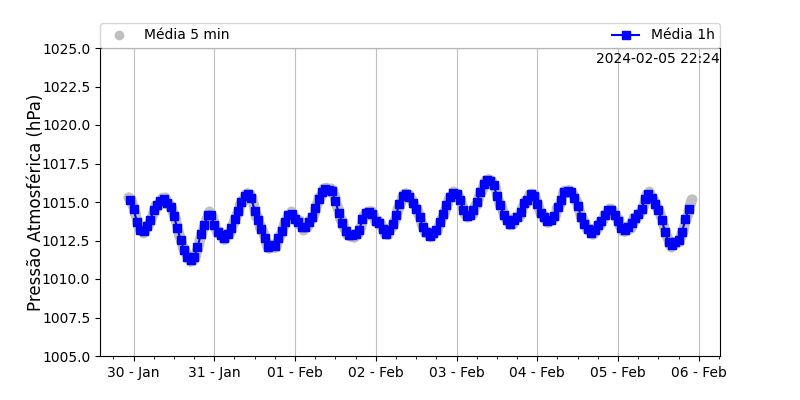 Média 5 min
Média 1h
2024-02-05 22:24
Pressão Atmosférica (hPa)
1025.0
1022.5
1020.0
1017.5
1015.0
1012.5
1010.0
1007.5
1005.0
30 - Jan
31 - Jan
01 - Feb
02 - Feb
03 - Feb
04 - Feb
05 - Feb
06 - Feb